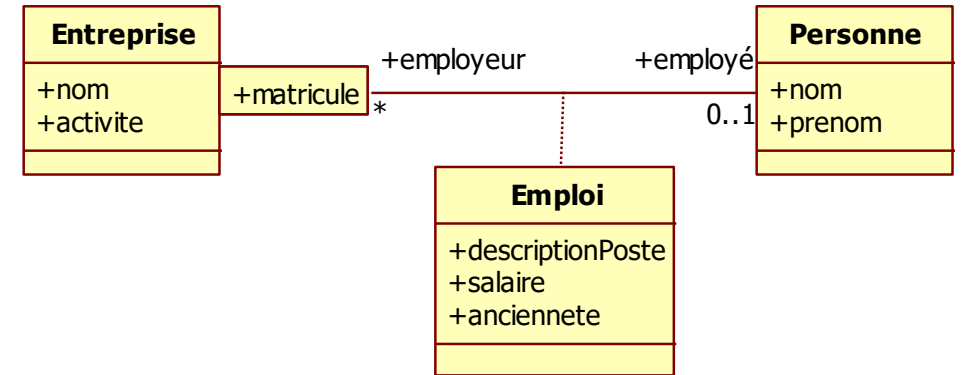 Entreprise
+nom
+activite
+matricule
*
+employeur
+employé
0..1
Personne
+nom
+prenom
Emploi
+descriptionPoste
+salaire
+anciennete